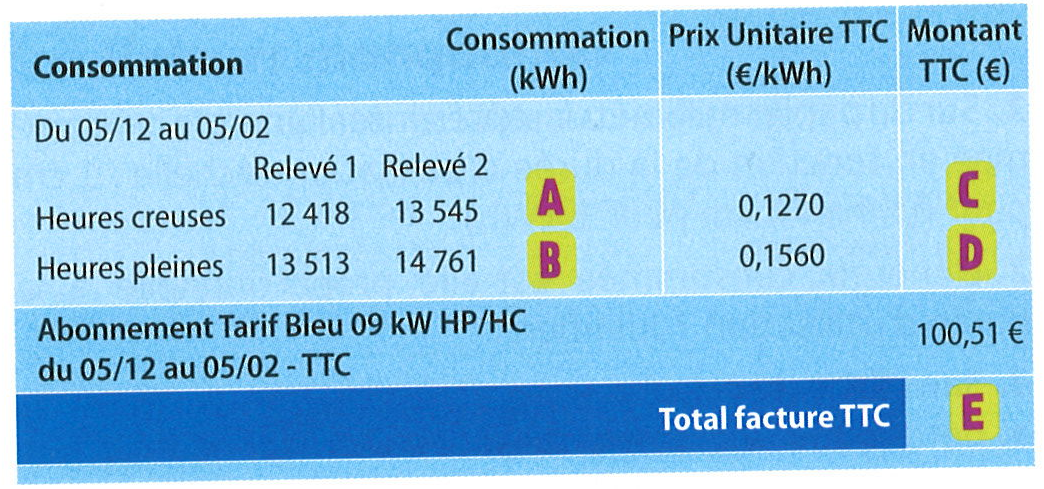 Consommation
Consommation (kWh)
Prix Unitaire TTC (€/kWh)
Montant TTC (€)
Du 05/12 au 05/02
Relevé 1 Relevé 2
Heures creuses 12 418 13 545 A 0,1270 C
Heures pleines 13 513 14 761 B 0,1560 D
Abonnement Tarif Bleu 09 kW HP/HC
du 05/12 au 05/02 - TTC
100,51 €
Total facture TTC E